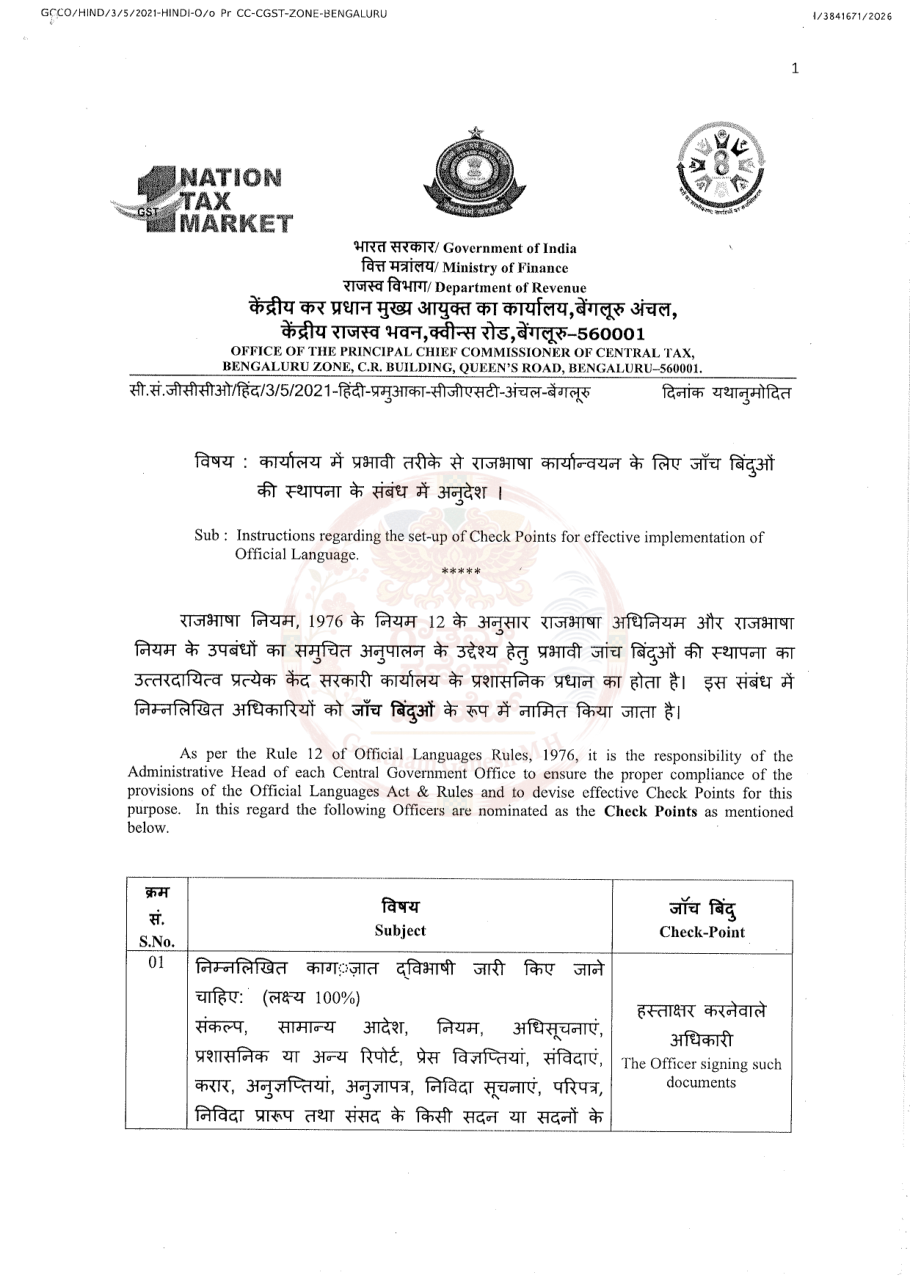 GCCO/HIND/3/5/2021-HINDI-O/o Pr CC-CGST-ZONE-BENGALURU
I/3841671/2026
1
NATION
TAX
MARKET
GST
भारत सरकार/ Government of India
वित्त मत्रांलय/ Ministry of Finance
राजस्व विभाग/ Department of Revenue
केंद्रीय कर प्रधान मुख्य आयुक्त का कार्यालय,बेंगलूरु अंचल,
केंद्रीय राजस्व भवन,क्वीन्स रोड,बेंगलूरु–560001
OFFICE OF THE PRINCIPAL CHIEF COMMISSIONER OF CENTRAL TAX,
BENGALURU ZONE, C.R. BUILDING, QUEEN'S ROAD, BENGALURU–560001.
सी.सं.जीसीसीओ/हिंद/3/5/2021-हिंदी-प्रमुआका-सीजीएसटी-अंचल-बेंगलूरु दिनांक यथानुमोदित
विषय : कार्यालय में प्रभावी तरीके से राजभाषा कार्यान्वयन के लिए जाँच बिंदुओं
की स्थापना के संबंध में अनुदेश ।
Sub : Instructions regarding the set-up of Check Points for effective implementation of
Official Language.
*****
राजभाषा नियम, 1976 के नियम 12 के अनुसार राजभाषा अधिनियम और राजभाषा
नियम के उपबंधों का समुचित अनुपालन के उद्देश्य हेतु प्रभावी जांच बिंदुओं की स्थापना का
उत्तरदायित्व प्रत्येक केंद सरकारी कार्यालय के प्रशासनिक प्रधान का होता है। इस संबंध में
निम्नलिखित अधिकारियों को जाँच बिंदुओं के रूप में नामित किया जाता है।
As per the Rule 12 of Official Languages Rules, 1976, it is the responsibility of the
Administrative Head of each Central Government Office to ensure the proper compliance of the
provisions of the Official Languages Act & Rules and to devise effective Check Points for this
purpose. In this regard the following Officers are nominated as the Check Points as mentioned
below.
क्रम
सं.
S.No.
विषय
Subject
जाँच बिंदु
Check-Point
01
निम्नलिखित काग़ज़ात द्विभाषी जारी किए जाने
चाहिए: (लक्ष्य 100%)
संकल्प, सामान्य आदेश, नियम, अधिसूचनाएं,
प्रशासनिक या अन्य रिपोर्ट, प्रेस विज्ञप्तियां, संविदाएं,
करार, अनुज्ञप्तियां, अनुज्ञापत्र, निविदा सूचनाएं, परिपत्र,
निविदा प्रारूप तथा संसद के किसी सदन या सदनों के
हस्ताक्षर करनेवाले
अधिकारी
The Officer signing such
documents